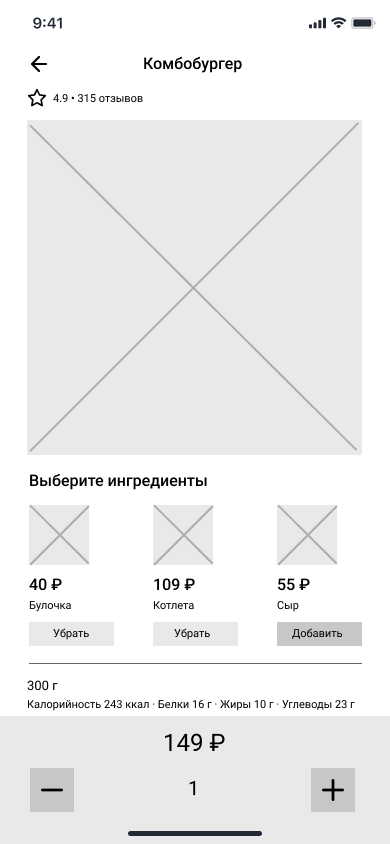 9:41
Комбобургер
4.9 • 315 отзывов
Выберите ингредиенты
40 ₽ 109 ₽ 55 ₽
Булочка Котлета Сыр
Убрать Убрать Добавить
300 г
Калорийность 243 ккал · Белки 16 г · Жиры 10 г · Углеводы 23 г
149 ₽
1